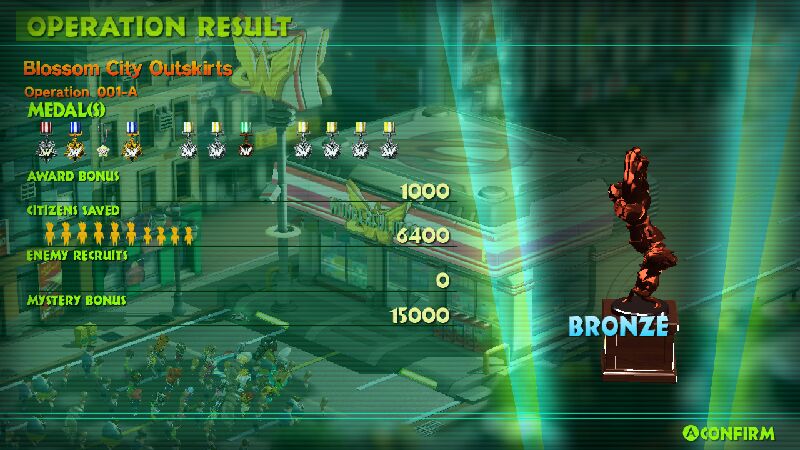 OPERATION RESULT
Blossom City Outskirts
Operation 001-A
MEDAL(S)
AWARD BONUS
1000
CITIZENS SAVED
6400
ENEMY RECRUITS
0
MYSTERY BONUS
15000
BRONZE
A CONFIRM